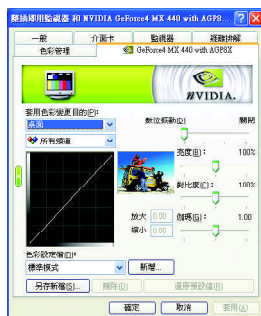 隨插即用監視器 和 NVIDIA GeForce4 MX 440 with AGP8...
一般
介面卡
監視器
疑難排解
色彩管理
GeForce4 MX 440 with AGP8X
NVIDIA.
套用色彩變更目的(P):
桌面
所有頻道
數位振動(D)
關閉
亮度(B):
100%
對比度(C):
100%
放大 0.00
伽瑪(G):
1.00
縮小 0.00
色彩設定值(U):
標準模式
新增...
另存新檔(S)...
刪除(D)
還原預設值(R)
確定
取消
套用(A)